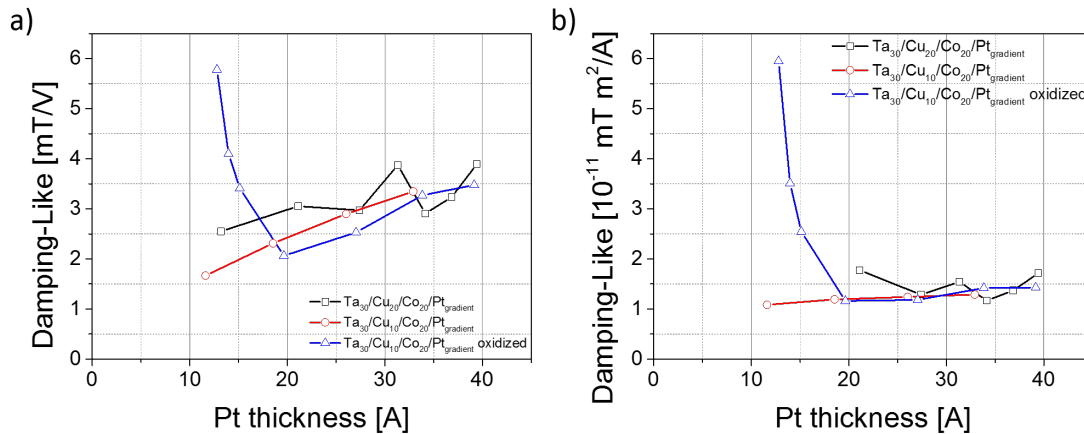 a)
Damping-Like [mT/V]
6
5
4
3
2
1
0
0 10 20 30 40
Pt thickness [A]
Ta30/Cu20/Co20/Ptgradient
Ta30/Cu10/Co20/Ptgradient
Ta30/Cu10/Co20/Ptgradient oxidized
b)
Damping-Like [10-11 mT m2/A]
6
5
4
3
2
1
0
0 10 20 30 40
Pt thickness [A]
Ta30/Cu20/Co20/Ptgradient
Ta30/Cu10/Co20/Ptgradient
Ta30/Cu10/Co20/Ptgradient oxidized